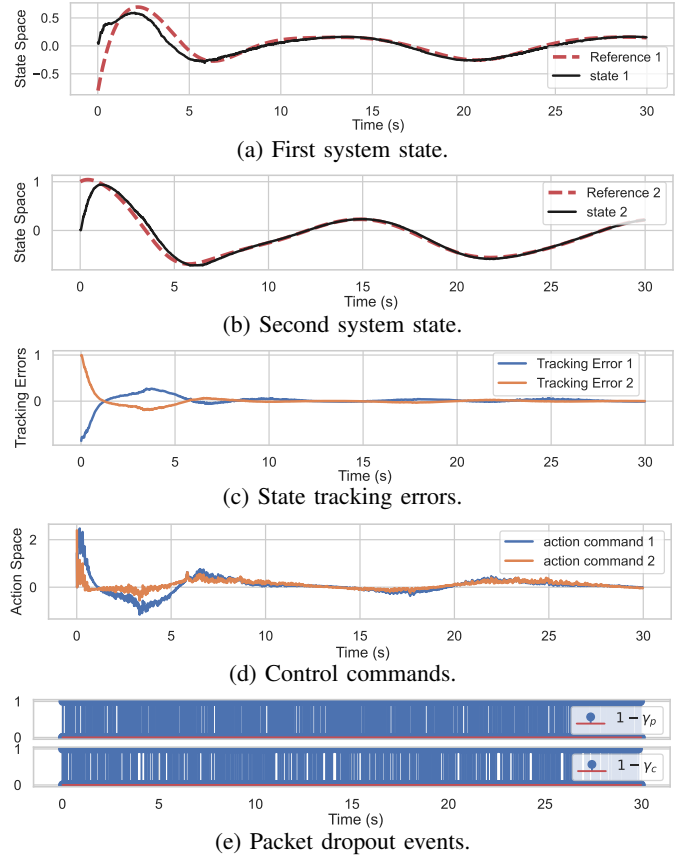 0.5
0.0
−0.5
State Space
Reference 1
state 1
0 5 10 15 20 25 30
Time (s)
(a) First system state.
1
0
State Space
Reference 2
state 2
0 5 10 15 20 25 30
Time (s)
(b) Second system state.
1
0
Tracking Errors
Tracking Error 1
Tracking Error 2
0 5 10 15 20 25 30
Time (s)
(c) State tracking errors.
2
0
Action Space
action command 1
action command 2
0 5 10 15 20 25 30
Time (s)
(d) Control commands.
1
0
1 − γp
1
0
1 − γc
0 5 10 15 20 25 30
Time (s)
(e) Packet dropout events.